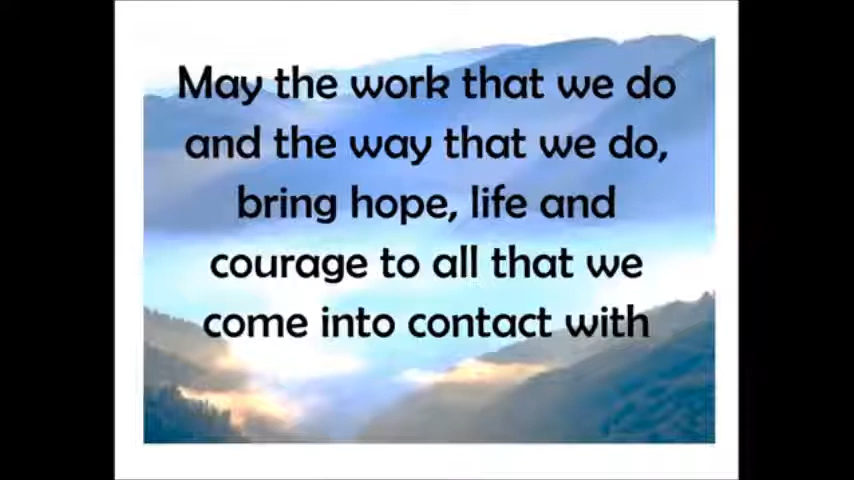 May the work that we do
and the way that we do,
bring hope, life and
courage to all that we
come into contact with